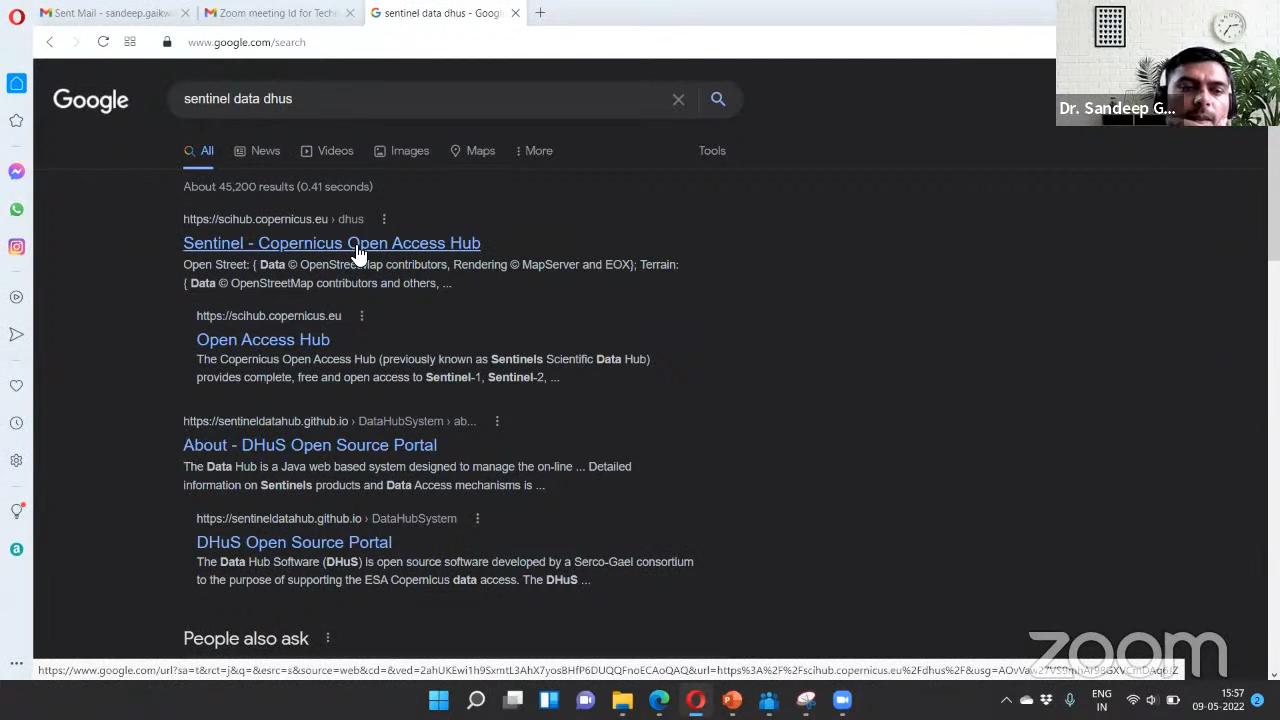 Sent Mail - sandeep.gaikw
Zoom meeting Id for Tech
sentinel data dhus - Goog
www.google.com/search
Dr. Sandeep G...
Google
sentinel data dhus
All
News
Videos
Images
Maps
More
Tools
About 45,200 results (0.41 seconds)
https://scihub.copernicus.eu › dhus
Sentinel - Copernicus Open Access Hub
Open Street: { Data © OpenStreetMap contributors, Rendering © MapServer and EOX}; Terrain:
{ Data © OpenStreetMap contributors and others, ...
https://scihub.copernicus.eu
Open Access Hub
The Copernicus Open Access Hub (previously known as Sentinels Scientific Data Hub)
provides complete, free and open access to Sentinel-1, Sentinel-2, ...
https://sentineldatahub.github.io › DataHubSystem › ab...
About - DHuS Open Source Portal
The Data Hub is a Java web based system designed to manage the on-line ... Detailed
information on Sentinels products and Data Access mechanisms is ...
https://sentineldatahub.github.io › DataHubSystem
DHuS Open Source Portal
The Data Hub Software (DHuS) is open source software developed by a Serco-Gael consortium
to the purpose of supporting the ESA Copernicus data access. The DHuS ...
People also ask
zoom
ENG
IN
15:57
09-05-2022
2